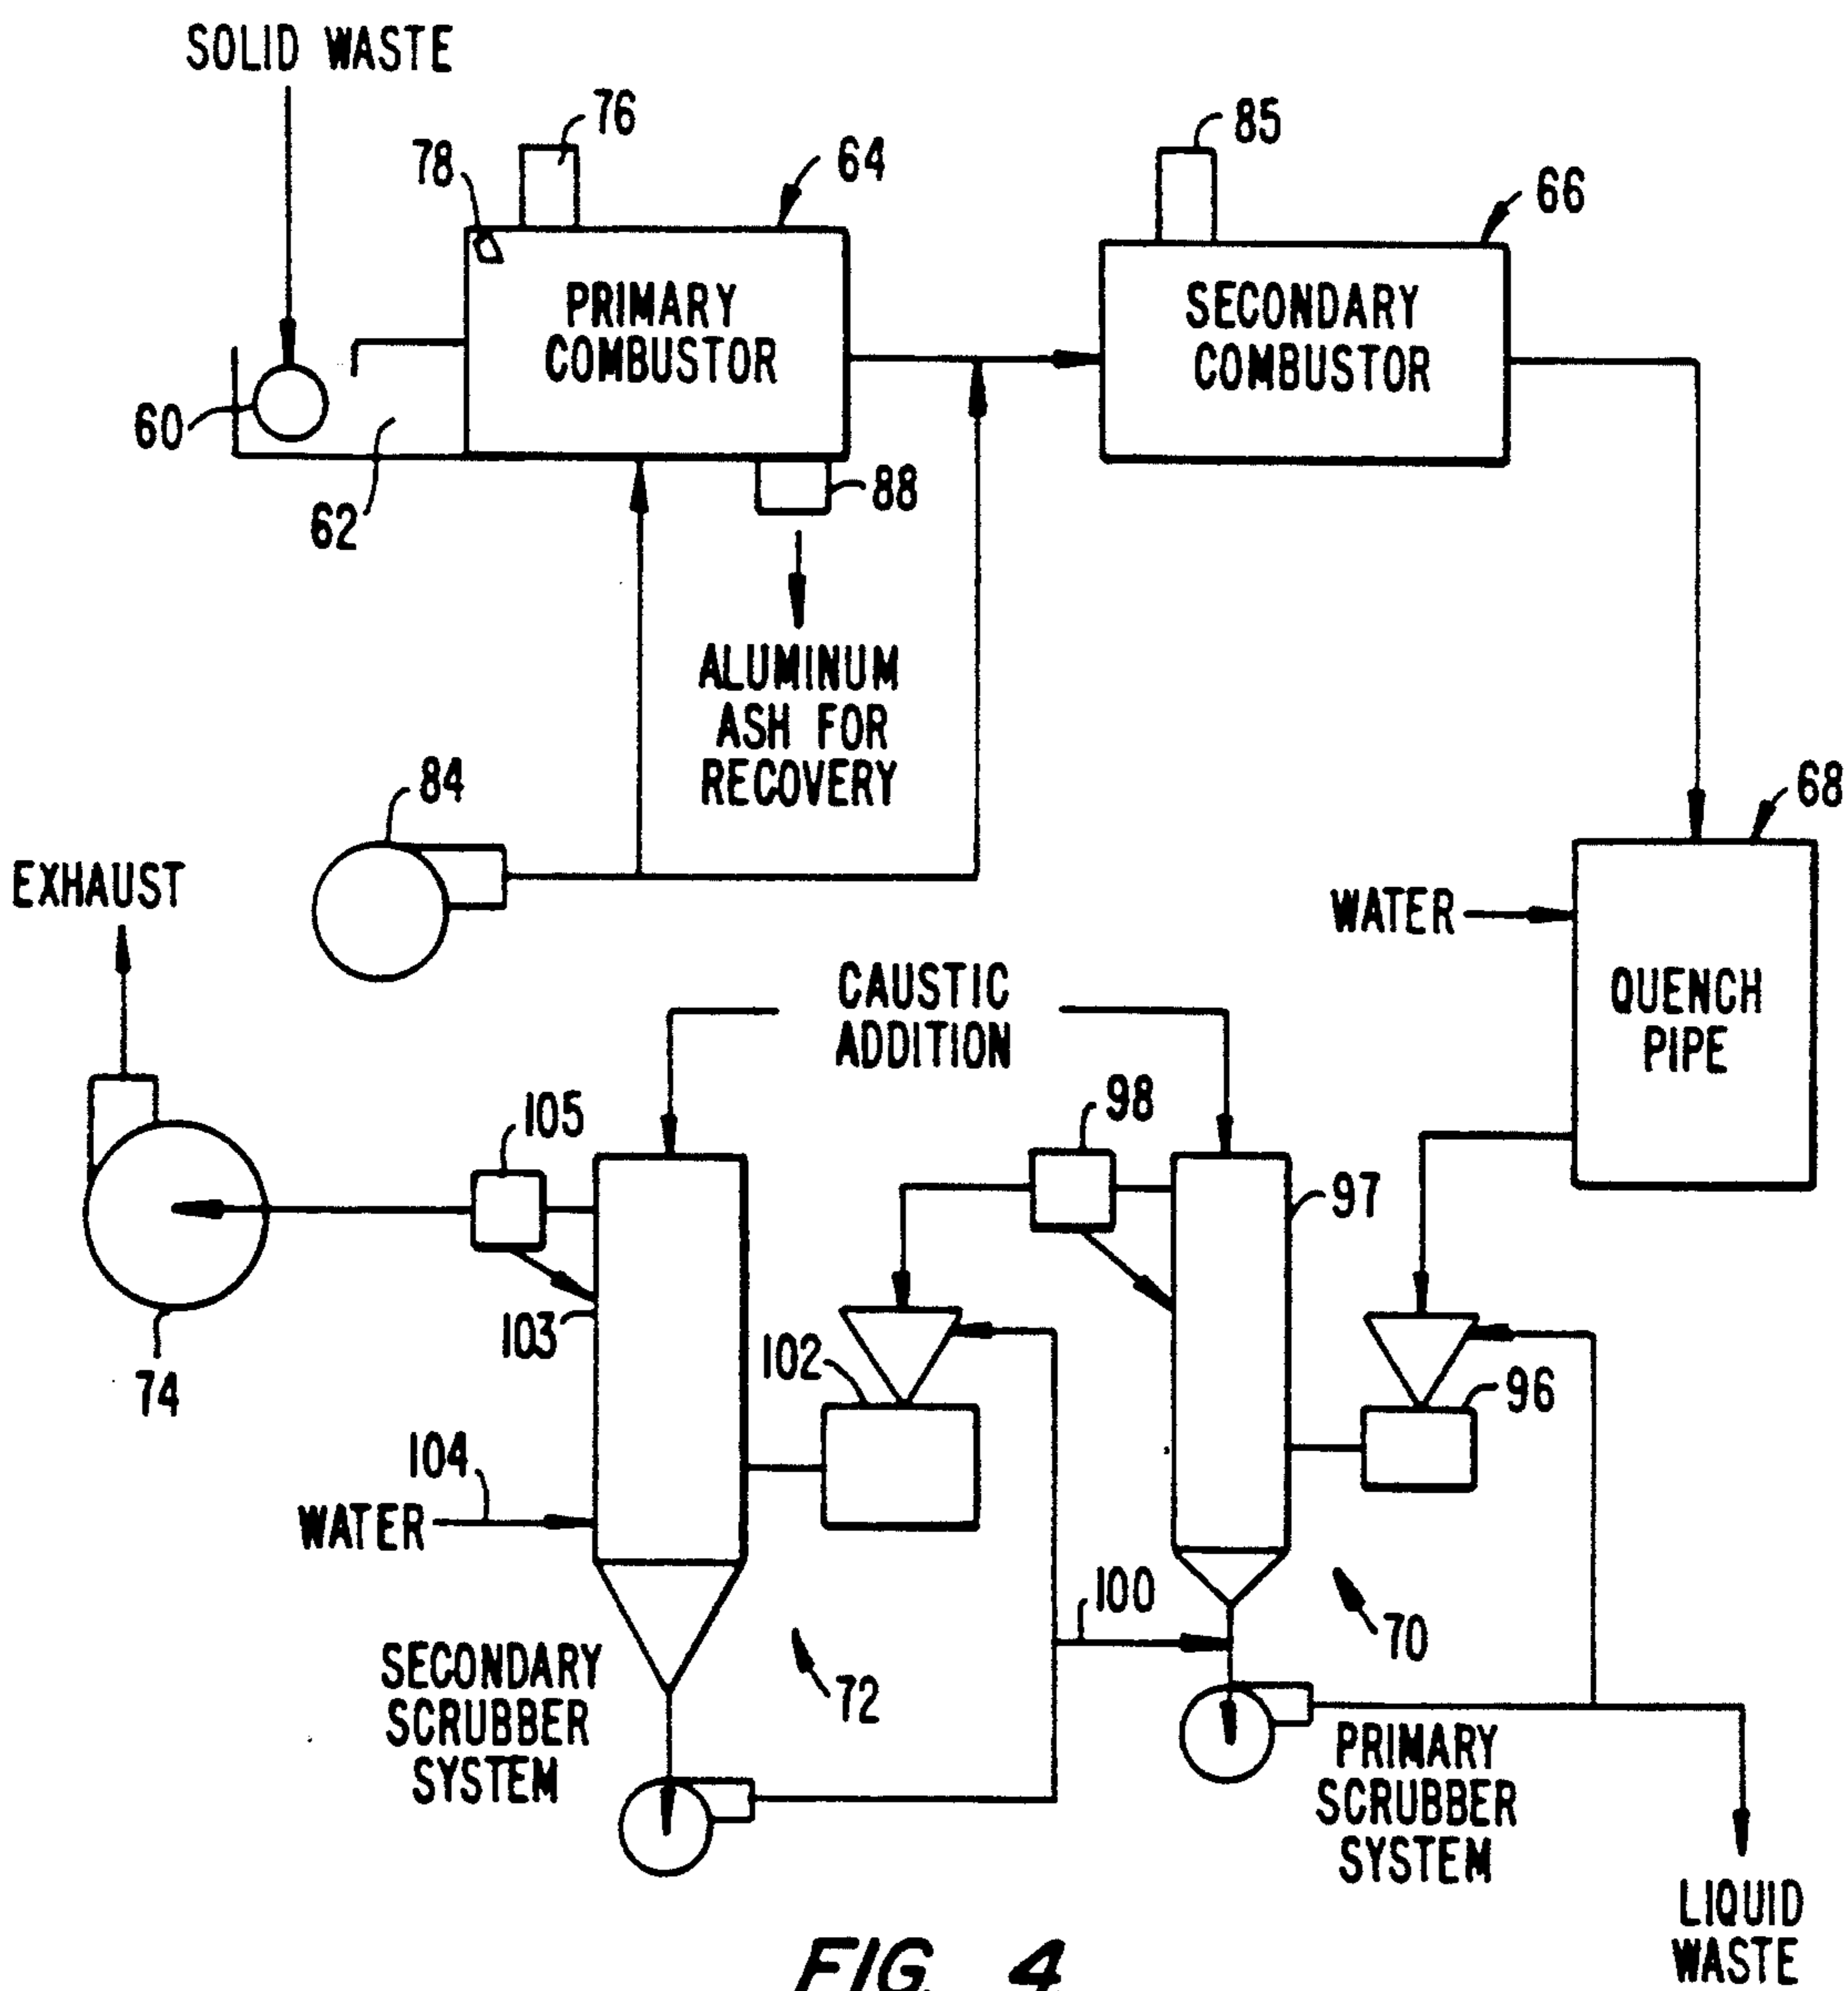 SOLID WASTE
76
85
78
64
66
PRIMARY
COMBUSTOR
SECONDARY
COMBUSTOR
60
62
88
ALUMINUM
ASH FOR
RECOVERY
84
68
EXHAUST
WATER
CAUSTIC
ADDITION
QUENCH
PIPE
105
98
97
103
102
96
74
104
WATER
100
70
72
SECONDARY
SCRUBBER
SYSTEM
PRIMARY
SCRUBBER
SYSTEM
LIQUID
WASTE
FIG. 4